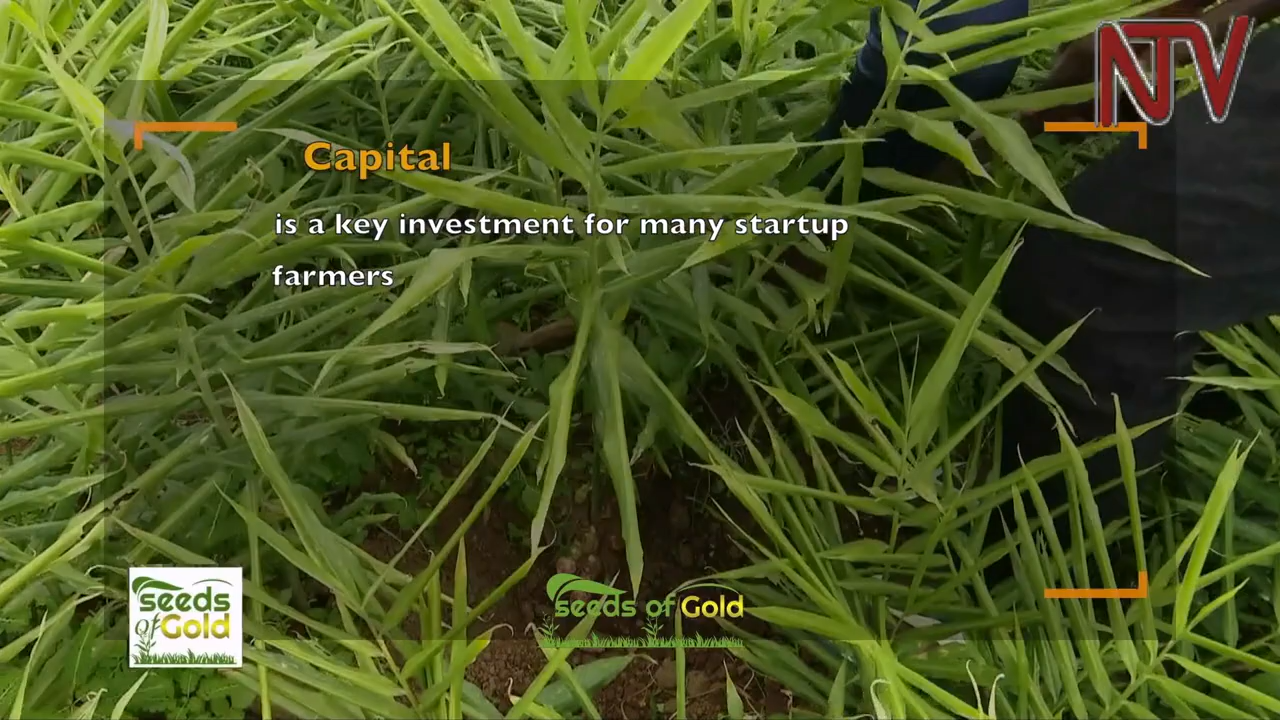 NTV
Capital
is a key investment for many startup
farmers
seeds
of Gold
seeds of Gold